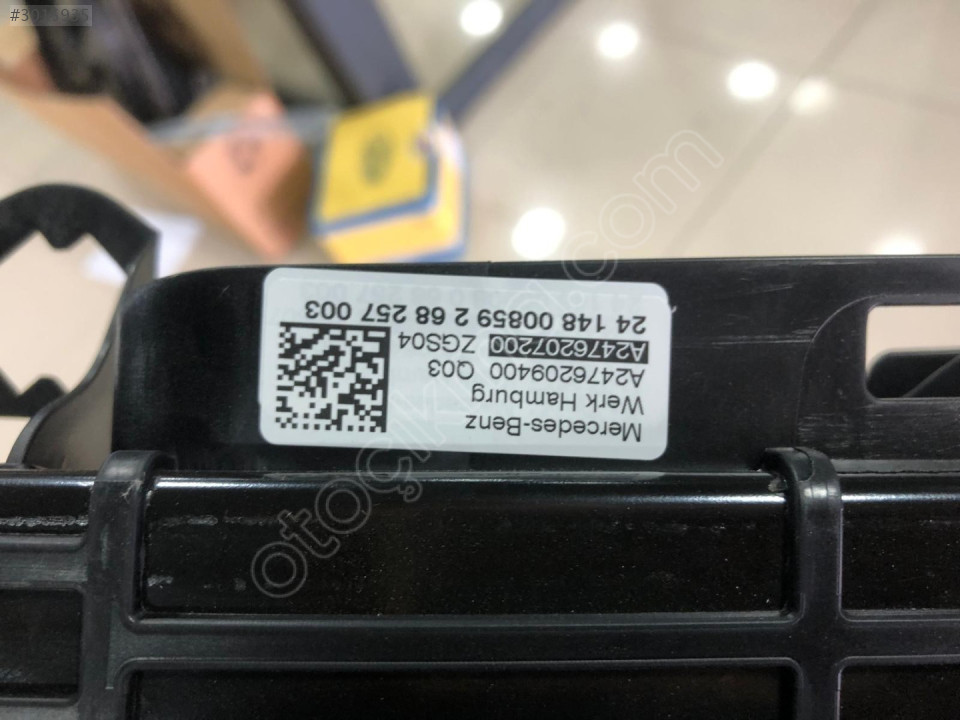 Mercedes-Benz
Werk Hamburg
A2476209400 Q03
A2476207200 ZGS04
24 148 00859 2 68 257 003